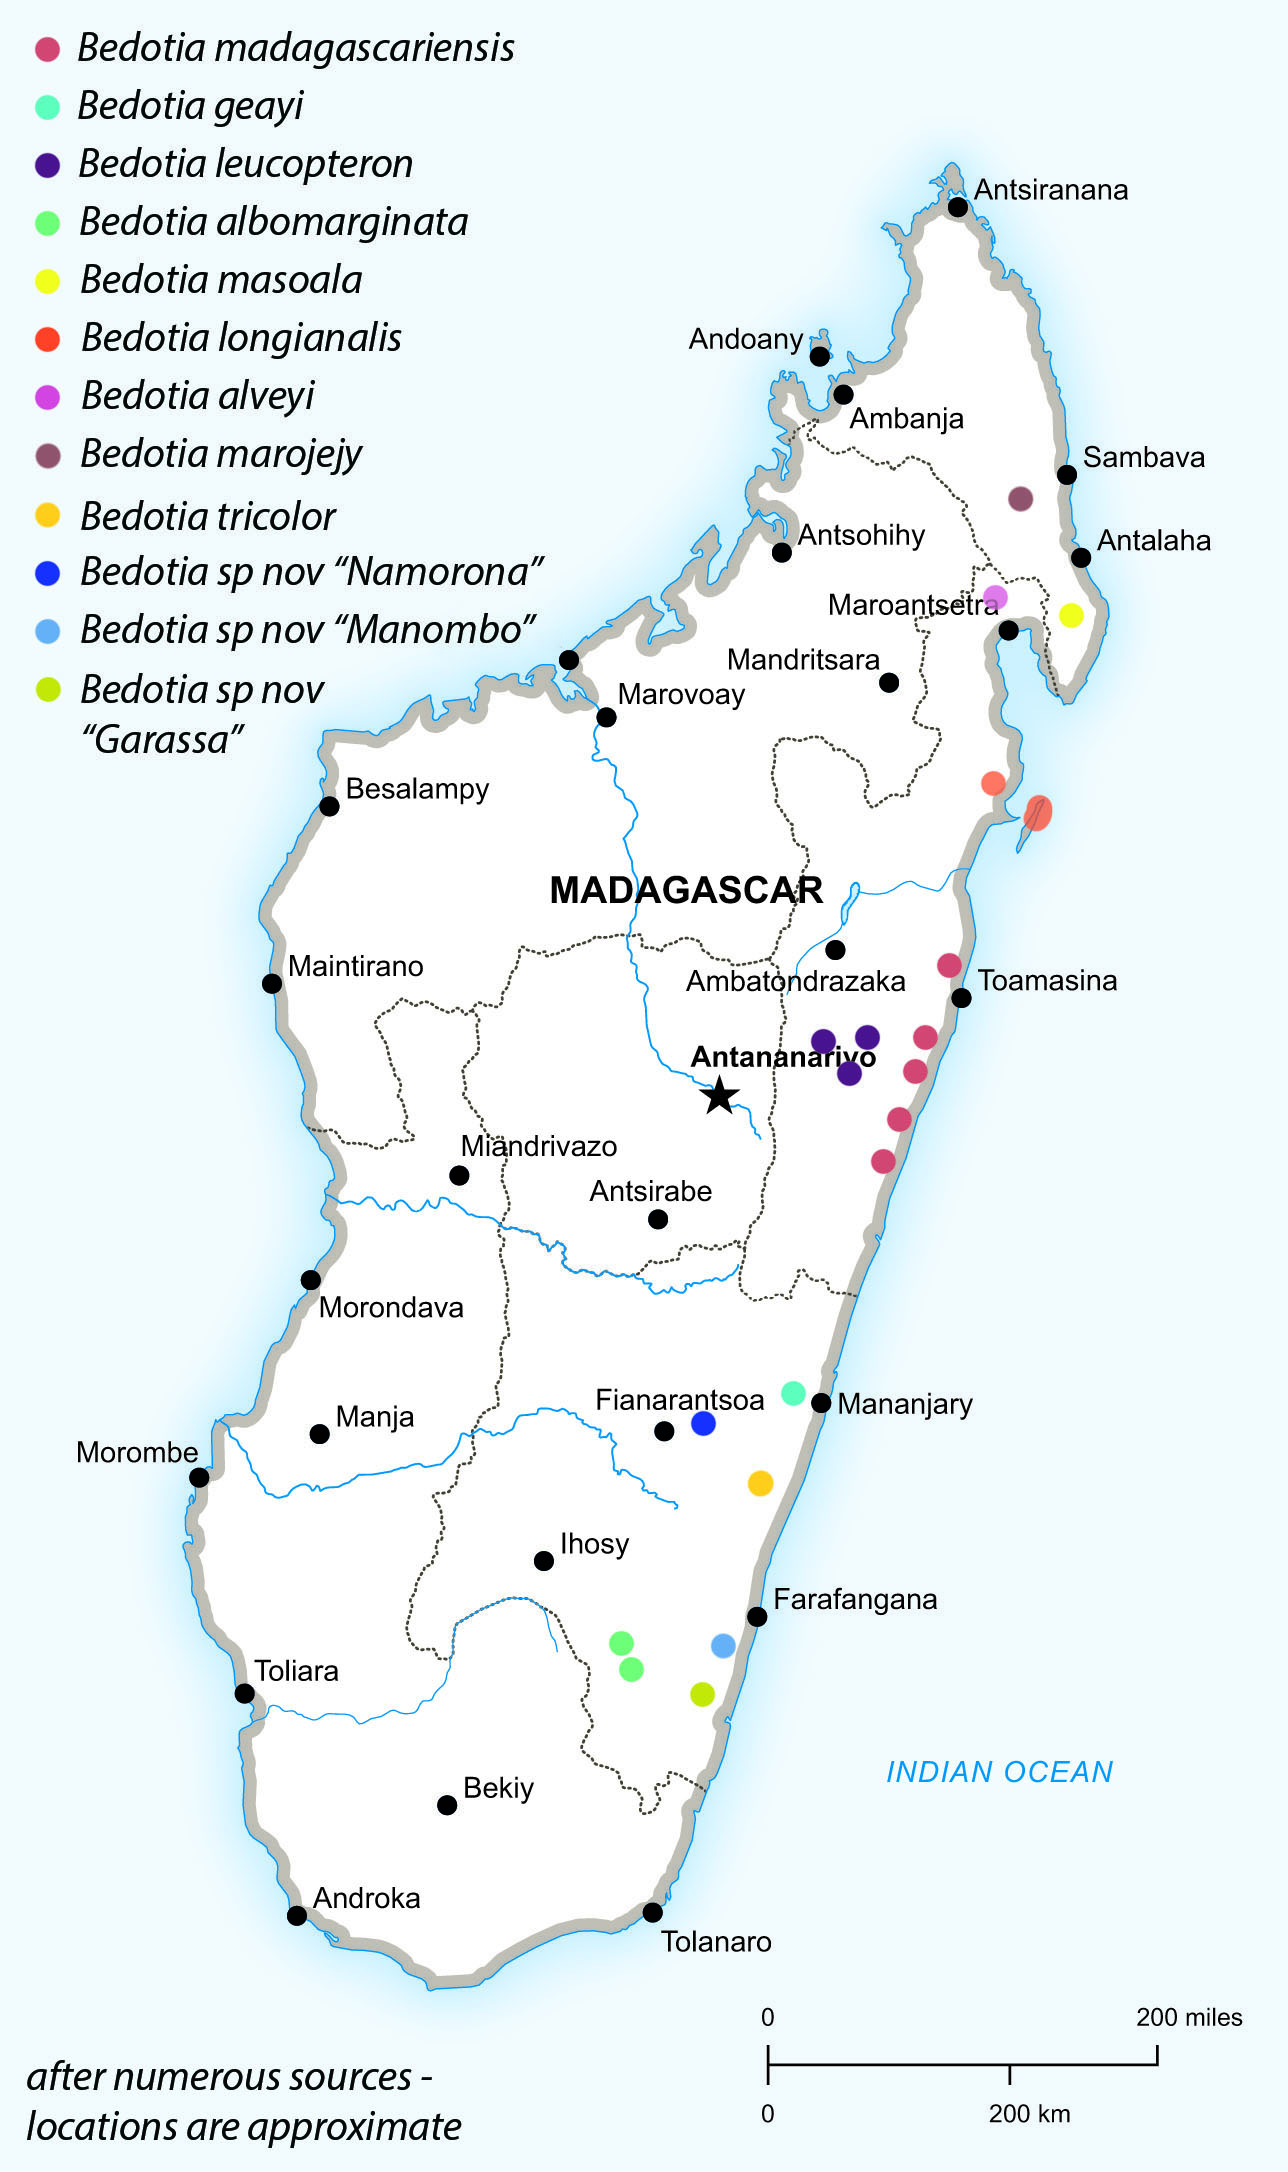 Bedotia madagascariensis
Bedotia geayi
Bedotia leucopteron
Bedotia albomarginata
Bedotia masoala
Bedotia longianalis
Bedotia alveyi
Bedotia marojejy
Bedotia tricolor
Bedotia sp nov “Namorona”
Bedotia sp nov “Manombo”
Bedotia sp nov
“Garassa”
Antsiranana
Andoany
Ambanja
Sambava
Antsohihy
Antalaha
Maroantsetra
Mandritsara
Marovoay
Besalampy
MADAGASCAR
Maintirano
Ambatondrazaka
Toamasina
Antananarivo
Miandrivazo
Antsirabe
Morondava
Fianarantsoa
Mananjary
Manja
Morombe
Ihosy
Farafangana
Toliara
INDIAN OCEAN
Bekiy
Androka
Tolanaro
0
200 miles
0
200 km
after numerous sources -
locations are approximate